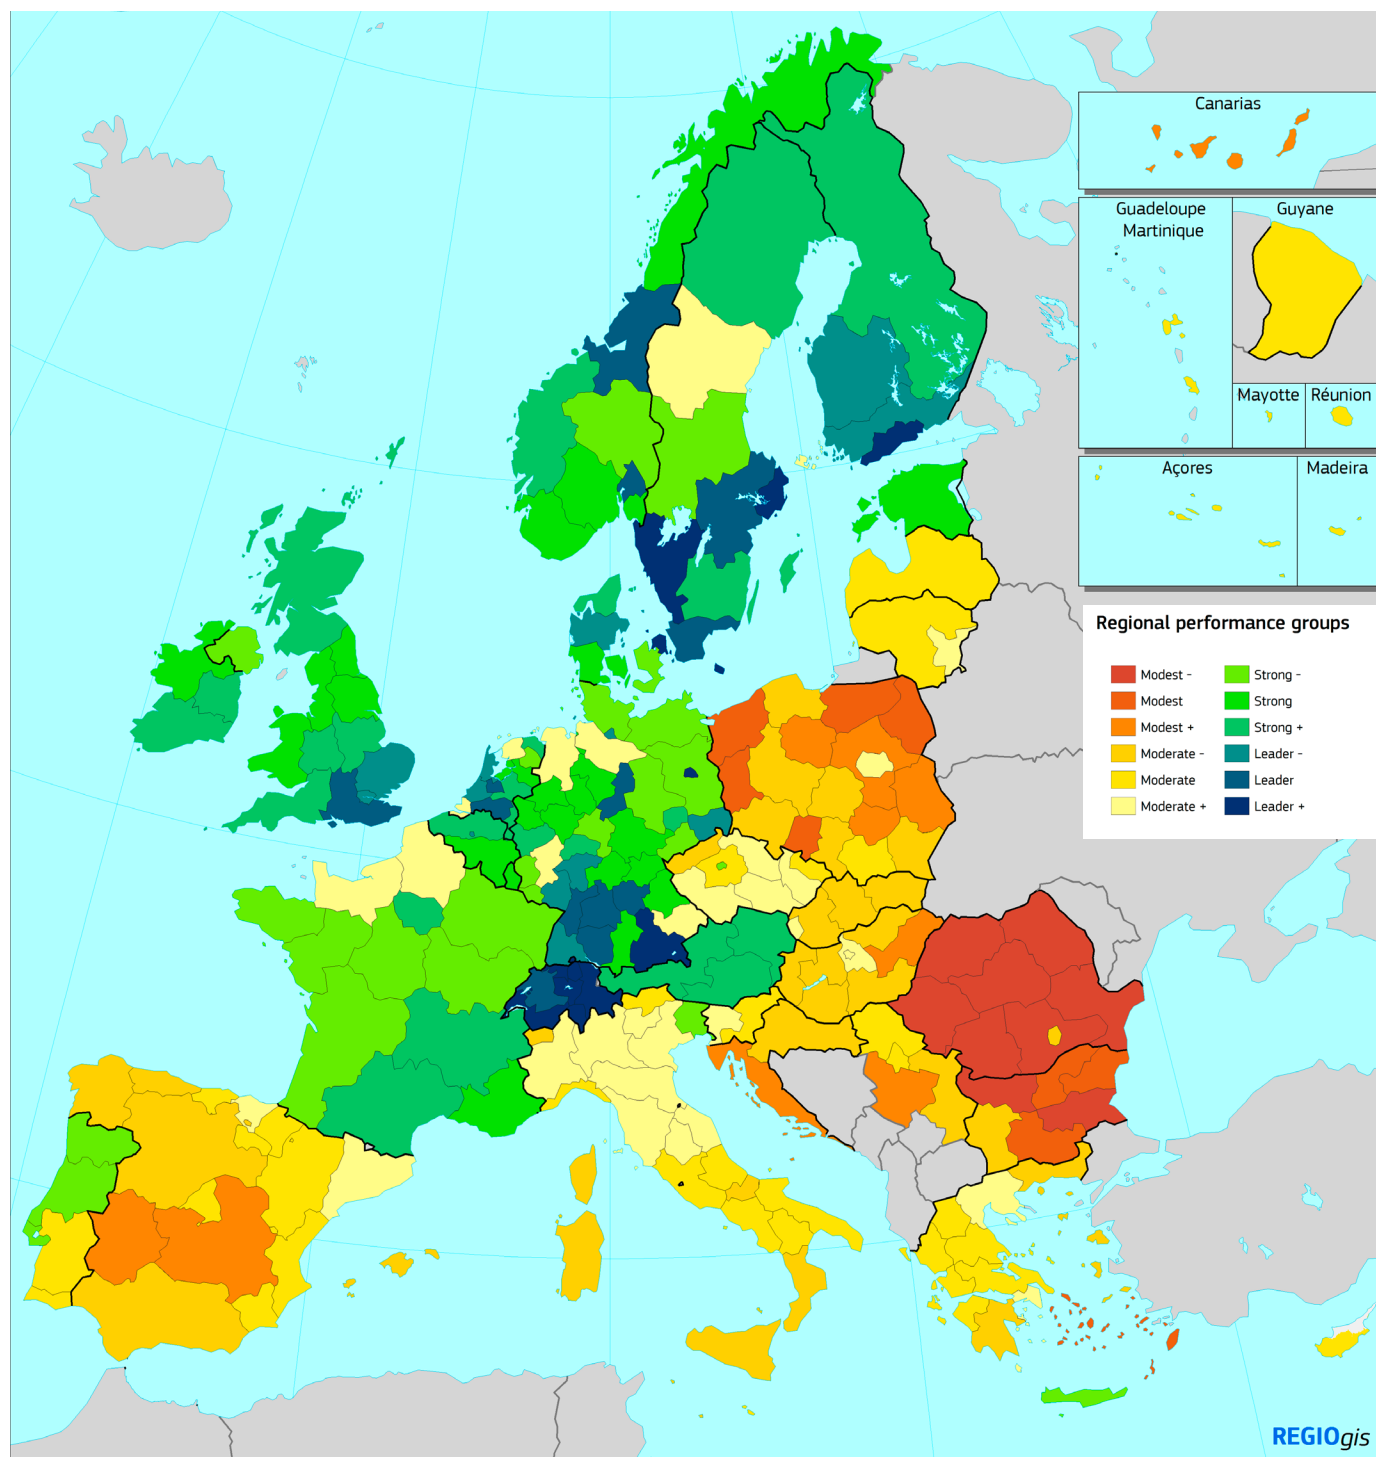 Canarias
Guadeloupe
Martinique
Guyane
Mayotte
Réunion
Açores
Madeira
Regional performance groups
Modest -
Modest
Modest +
Moderate -
Moderate
Moderate +
Strong -
Strong
Strong +
Leader -
Leader
Leader +
REGIOgis